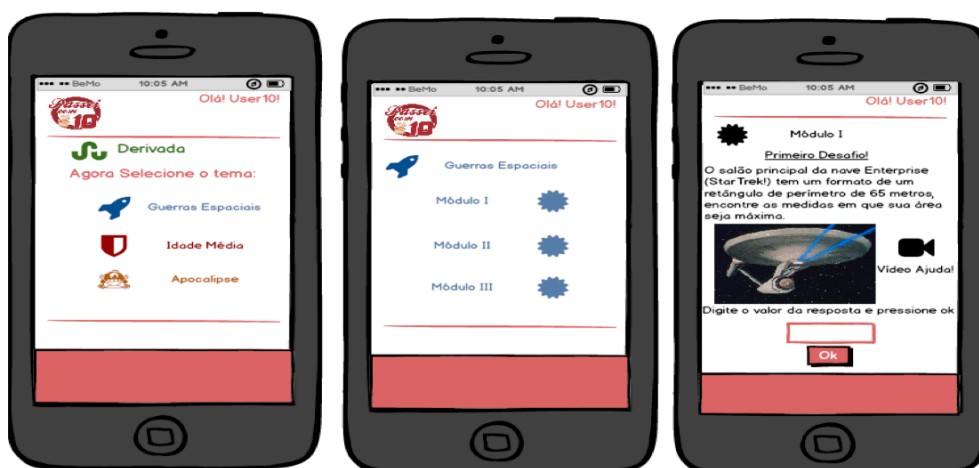 BeMo 10:05 AM
Olá! User10!
Passei com 10
Derivada
Agora Selecione o tema:
Guerras Espaciais
Idade Média
Apocalipse
BeMo 10:05 AM
Olá! User10!
Passei com 10
Guerras Espaciais
Módulo I
Módulo II
Módulo III
BeMo 10:05 AM
Olá! User10!
Módulo I
Primeiro Desafio!
O salão principal da nave Enterprise
(StarTrek!) tem um formato de um
retângulo de perímetro de 65 metros,
encontre as medidas em que sua área
seja máxima.
Vídeo Ajuda!
Digite o valor da resposta e pressione ok
Ok